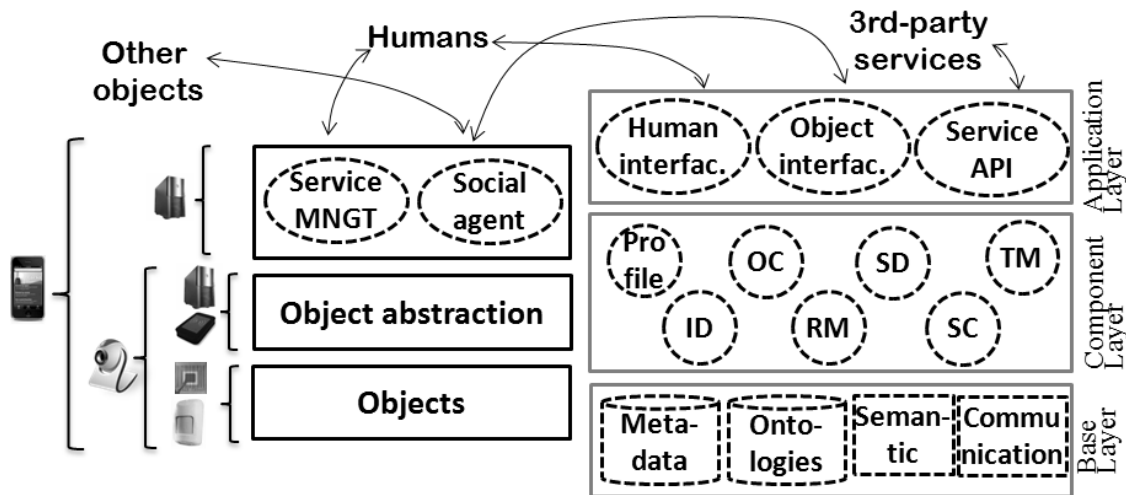 Other
objects
Humans
3rd-party
services
Service
MNGT
Social
agent
Object abstraction
Objects
Human
interfac.
Object
interfac.
Service
API
Application
Layer
Pro
file
OC
SD
TM
ID
RM
SC
Component
Layer
Meta-
data
Onto-
logies
Seman-
tic
Commu
nication
Base
Layer